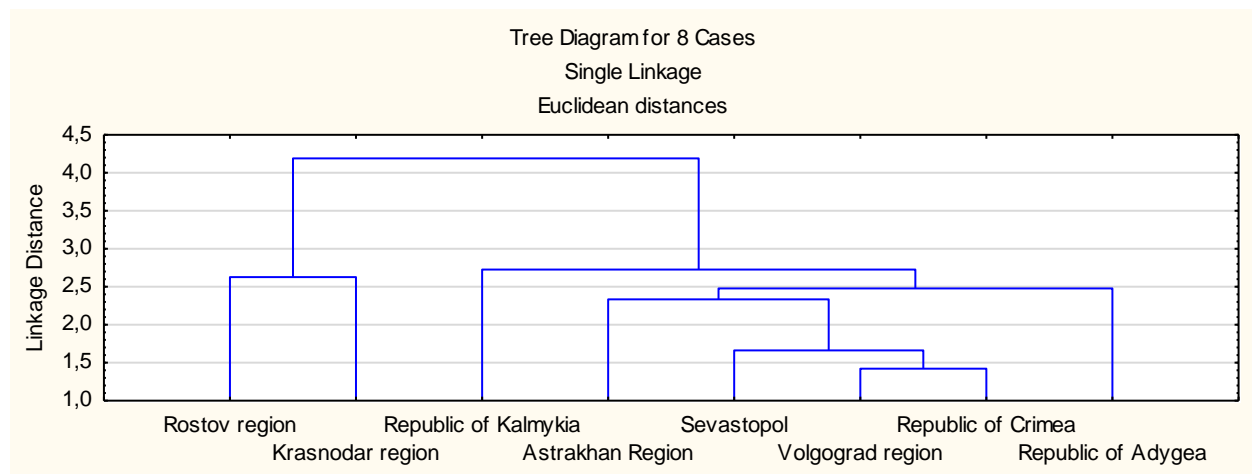 Tree Diagram for 8 Cases
Single Linkage
Euclidean distances
Linkage Distance
4,5
4,0
3,5
3,0
2,5
2,0
1,5
1,0
Rostov region Republic of Kalmykia Sevastopol Republic of Crimea
Krasnodar region Astrakhan Region Volgograd region Republic of Adygea